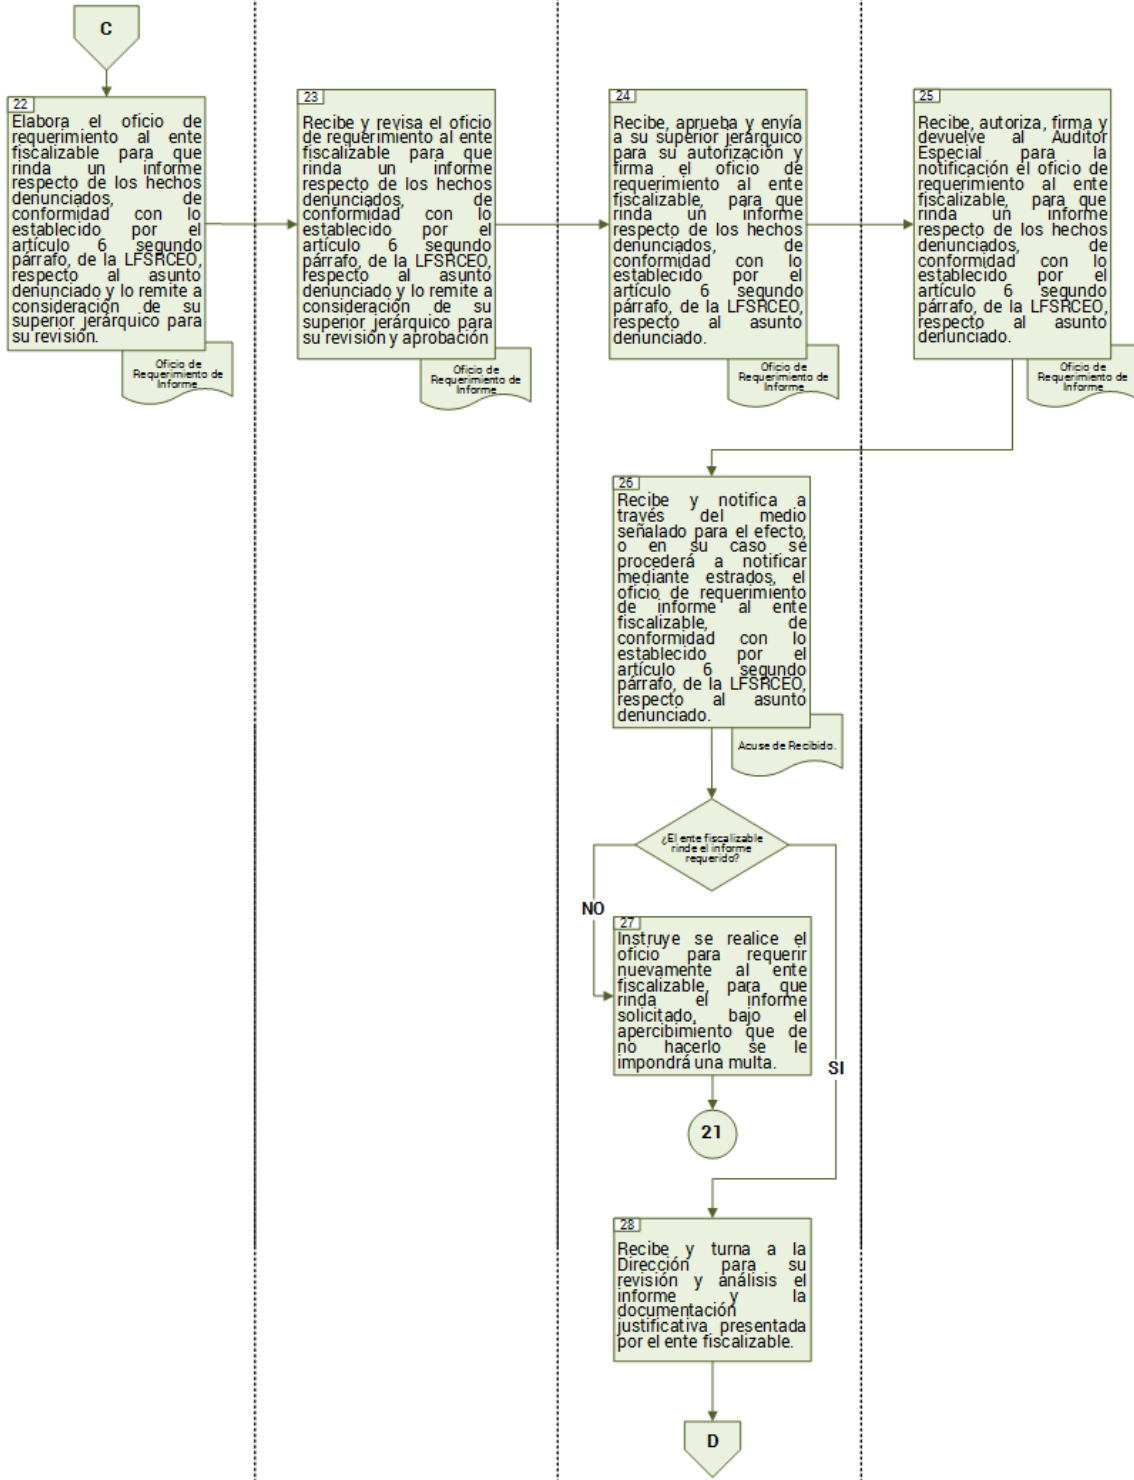 C
22
Elabora el oficio de
requerimiento al ente
fiscalizable para que
rinda un informe
respecto de los hechos
denunciados, de
conformidad con lo
establecido por el
artículo 6 segundo
párrafo, de la LFSRCEO,
respecto al asunto
denunciado y lo remite a
consideración de su
superior jerárquico para
su revisión.
Oficio de
Requerimiento de
Informe
23
Recibe y revisa el oficio
de requerimiento al ente
fiscalizable para que
rinda un informe
respecto de los hechos
denunciados, de
conformidad con lo
establecido por el
artículo 6 segundo
párrafo, de la LFSRCEO,
respecto al asunto
denunciado y lo remite a
consideración de su
superior jerárquico para
su revisión y aprobación
Oficio de
Requerimiento de
Informe
24
Recibe, aprueba y envía
a su superior jerárquico
para su autorización y
firma el oficio de
requerimiento al ente
fiscalizable, para que
rinda un informe
respecto de los hechos
denunciados, de
conformidad con lo
establecido por el
artículo 6 segundo
párrafo, de la LFSRCEO,
respecto al asunto
denunciado.
Oficio de
Requerimiento de
Informe
25
Recibe, autoriza, firma y
devuelve al Auditor
Especial para la
notificación el oficio de
requerimiento al ente
fiscalizable, para que
rinda un informe
respecto de los hechos
denunciados, de
conformidad con lo
establecido por el
artículo 6 segundo
párrafo, de la LFSRCEO,
respecto al asunto
denunciado.
Oficio de
Requerimiento de
Informe
26
Recibe y notifica a
través del medio
señalado para el efecto,
o en su caso se
procederá a notificar
mediante estrados, el
oficio de requerimiento
de informe al ente
fiscalizable, de
conformidad con lo
establecido por el
artículo 6 segundo
párrafo, de la LFSRCEO,
respecto al asunto
denunciado.
Acuse de Recibido.
¿El ente fiscalizable
rinde el informe
requerido?
NO
27
Instruye se realice el
oficio para requerir
nuevamente al ente
fiscalizable, para que
rinda el informe
solicitado, bajo el
apercibimiento que de
no hacerlo se le
impondrá una multa.
SI
21
28
Recibe y turna a la
Dirección para su
revisión y análisis el
informe y la
documentación
justificativa presentada
por el ente fiscalizable.
D